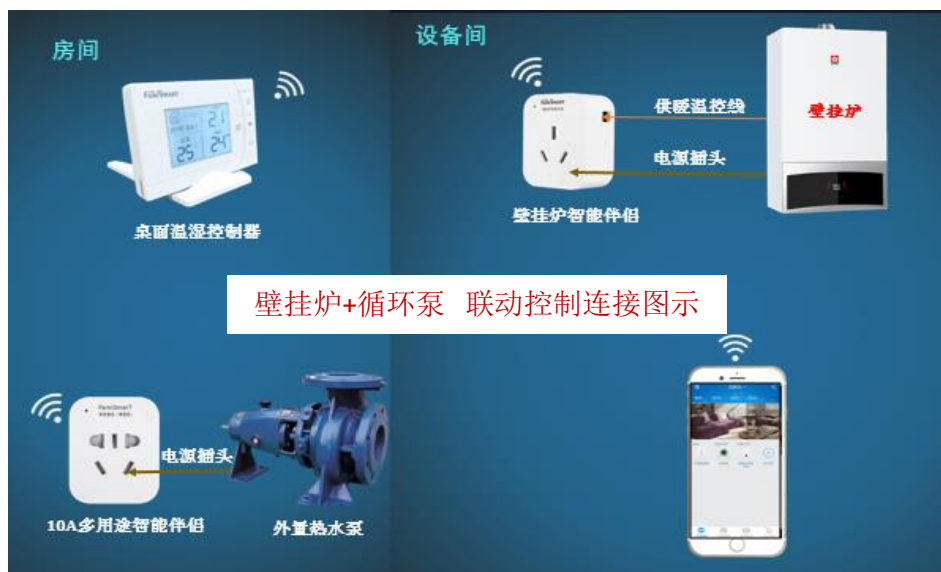 房间
设备间
供暖温控线
壁挂炉
电源插头
桌面温湿控制器
壁挂炉智能伴侣
壁挂炉+循环泵 联动控制连接图示
电源插头
10A多用途智能伴侣
外置热水泵
25
24